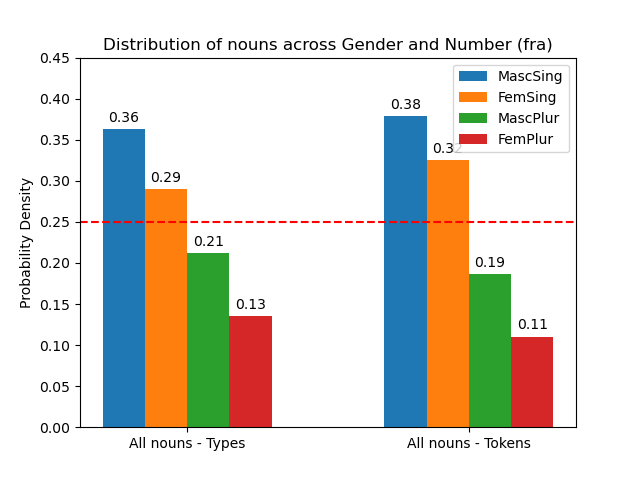 Distribution of nouns across Gender and Number (fra)
Probability Density
0.45
0.40
0.35
0.30
0.25
0.20
0.15
0.10
0.05
0.00
0.36
0.29
0.21
0.13
0.38
0.32
0.19
0.11
MascSing
FemSing
MascPlur
FemPlur
All nouns - Types
All nouns - Tokens